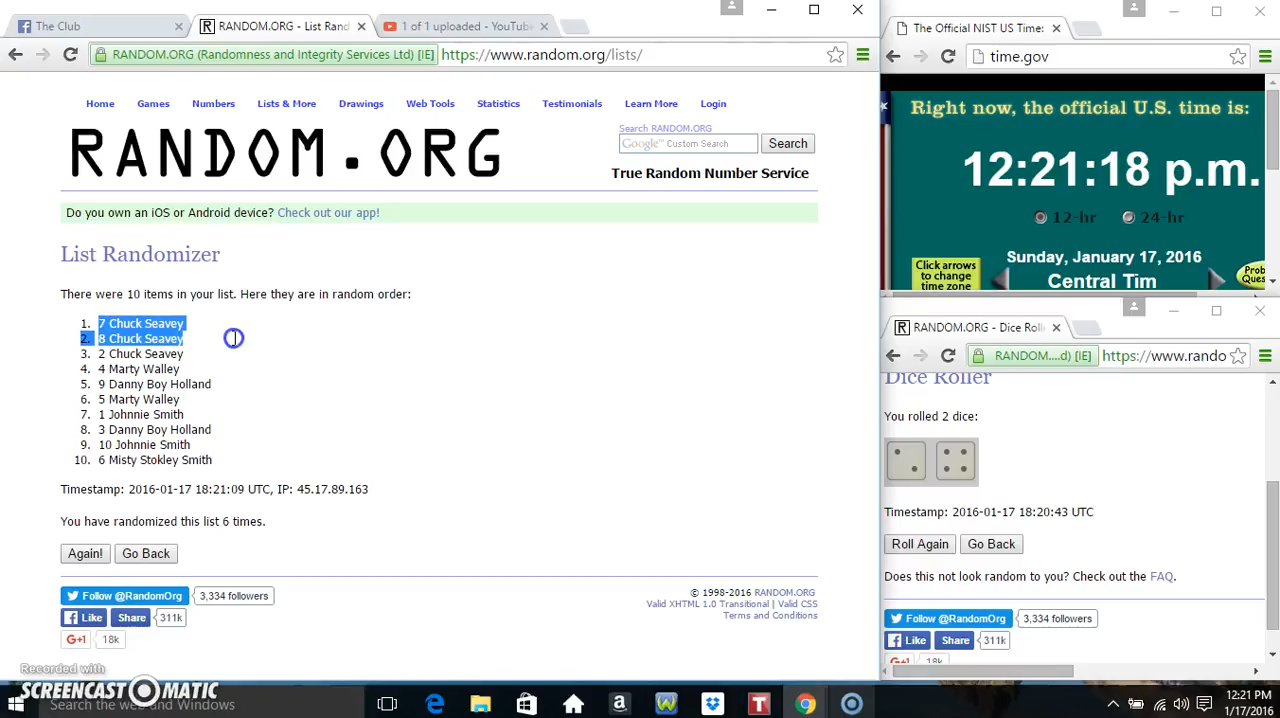 The Club
RANDOM.ORG - List Rand
1 of 1 uploaded - YouTube
RANDOM.ORG (Randomness and Integrity Services Ltd) [IE]
https://www.random.org/lists/
Home Games Numbers Lists & More Drawings Web Tools Statistics Testimonials Learn More Login
RANDOM.ORG
Search RANDOM.ORG
Google™ Custom Search
Search
True Random Number Service
Do you own an iOS or Android device? Check out our app!
List Randomizer
There were 10 items in your list. Here they are in random order:
1. 7 Chuck Seavey
2. 8 Chuck Seavey
3. 2 Chuck Seavey
4. 4 Marty Walley
5. 9 Danny Boy Holland
6. 5 Marty Walley
7. 1 Johnnie Smith
8. 3 Danny Boy Holland
9. 10 Johnnie Smith
10. 6 Misty Stokley Smith
Timestamp: 2016-01-17 18:21:09 UTC, IP: 45.17.89.163
You have randomized this list 6 times.
Again! Go Back
Follow @RandomOrg 3,334 followers
Like Share 311k
G+1 18k
© 1998-2016 RANDOM.ORG
Valid XHTML 1.0 Transitional | Valid CSS
Terms and Conditions
The Official NIST US Time:
time.gov
Right now, the official U.S. time is:
12:21:18 p.m.
12-hr 24-hr
Sunday, January 17, 2016
Central Tim
Click arrows
to change
time zone
Prob
Ques
RANDOM.ORG - Dice Roll
RANDOM....d) [IE]
https://www.rando
Dice Roller
You rolled 2 dice:
Timestamp: 2016-01-17 18:20:43 UTC
Roll Again Go Back
Does this not look random to you? Check out the FAQ.
Follow @RandomOrg 3,334 followers
Like Share 311k
G+1 18k
Recorded with
SCREENCAST-O-MATIC
Search the web and Windows
12:21 PM
1/17/2016